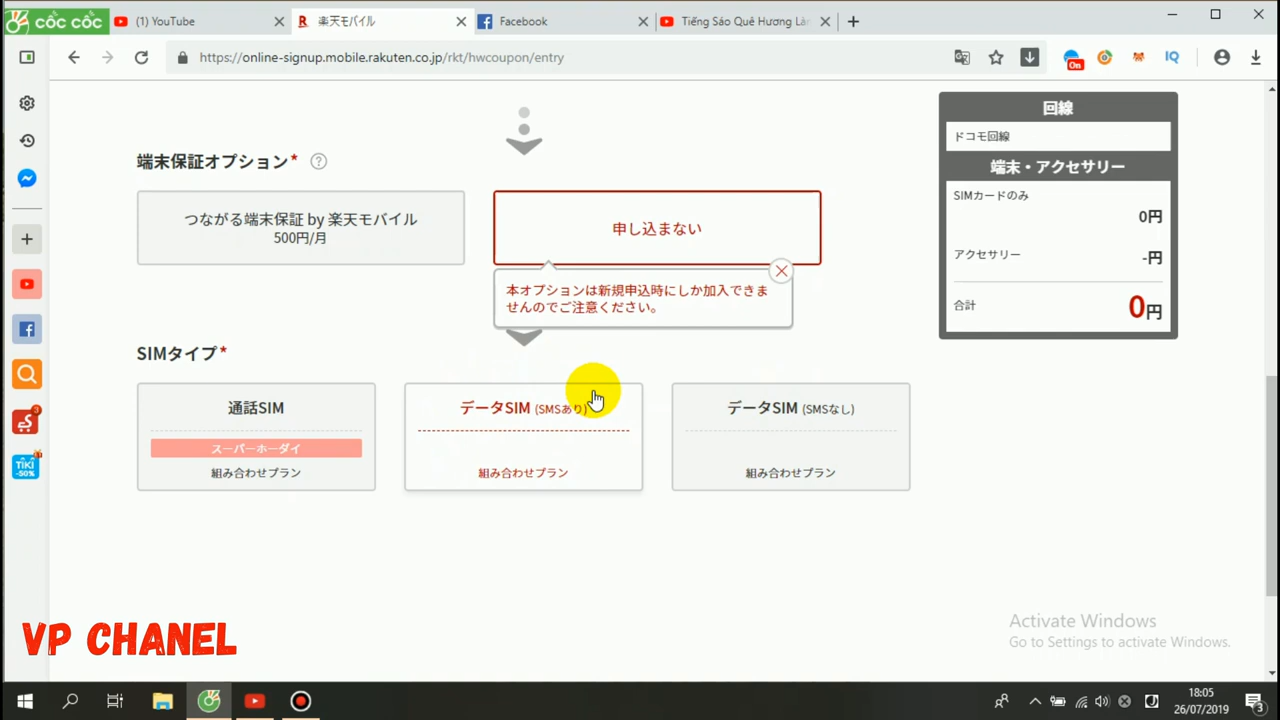 cốc cốc
(1) YouTube
楽天モバイル
Facebook
Tiếng Sáo Quê Hương Làn
https://online-signup.mobile.rakuten.co.jp/rkt/hwcoupon/entry
On
IQ
回線
ドコモ回線
端末・アクセサリー
SIMカードのみ
0円
アクセサリー
-円
合計
0円
端末保証オプション*
?
つながる端末保証 by 楽天モバイル
500円/月
申し込まない
本オプションは新規申込時にしか加入できま
せんのでご注意ください。
SIMタイプ*
通話SIM
スーパーホーダイ
組み合わせプラン
データSIM (SMSあり)
組み合わせプラン
データSIM (SMSなし)
組み合わせプラン
3
TIKI
-50%
VP CHANEL
Activate Windows
Go to Settings to activate Windows.
18:05
26/07/2019
3